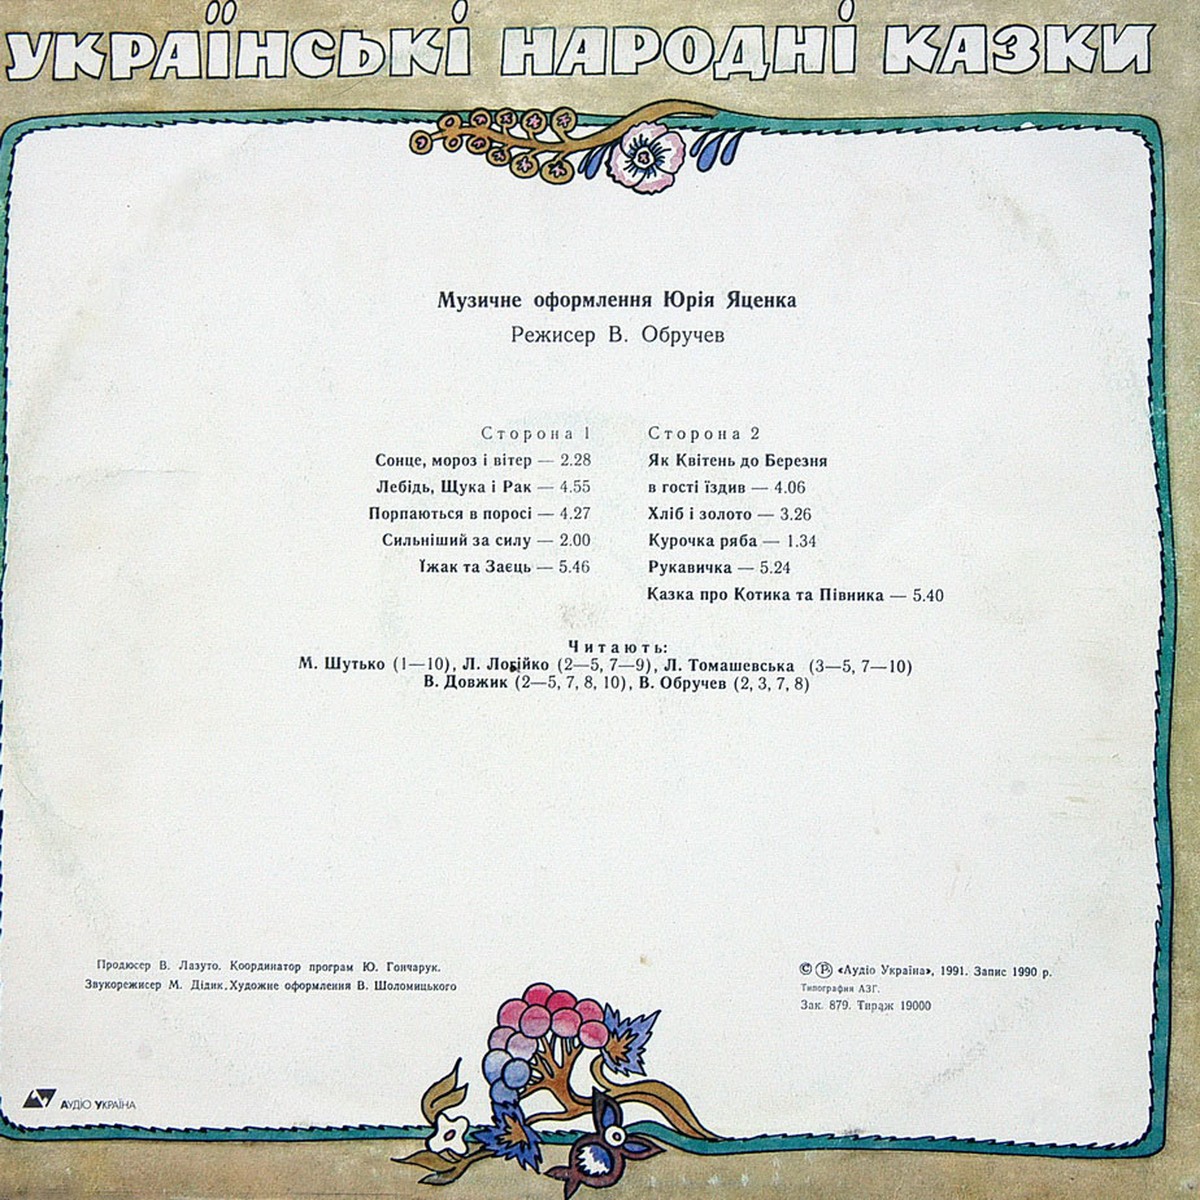 УКРАЇНСЬКІ НАРОДНІ КАЗКИ
Музичне оформлення Юрія Яценка
Режисер В. Обручев
Сторона 1
Сонце, мороз і вітер — 2.28
Лебідь, Щука і Рак — 4.55
Порпаються в поросі — 4.27
Сильніший за силу — 2.00
Їжак та Заєць — 5.46
Сторона 2
Як Квітень до Березня
в гості їздив — 4.06
Хліб і золото — 3.26
Курочка ряба — 1.34
Рукавичка — 5.24
Казка про Котика та Півника — 5.40
Читають:
М. Шутько (1—10), Л. Логійко (2—5, 7—9), Л. Томашевська (3—5, 7—10)
В. Довжик (2—5, 7, 8, 10), В. Обручев (2, 3, 7, 8)
Продюсер В. Лазуто. Координатор програм Ю. Гончарук.
Звукорежисер М. Дідик. Художне оформлення В. Шоломицького
© Ⓟ «Аудіо Україна», 1991. Запис 1990 р.
Типография АЗГ.
Зак. 879. Тираж 19000
АУДІО УКРАЇНА